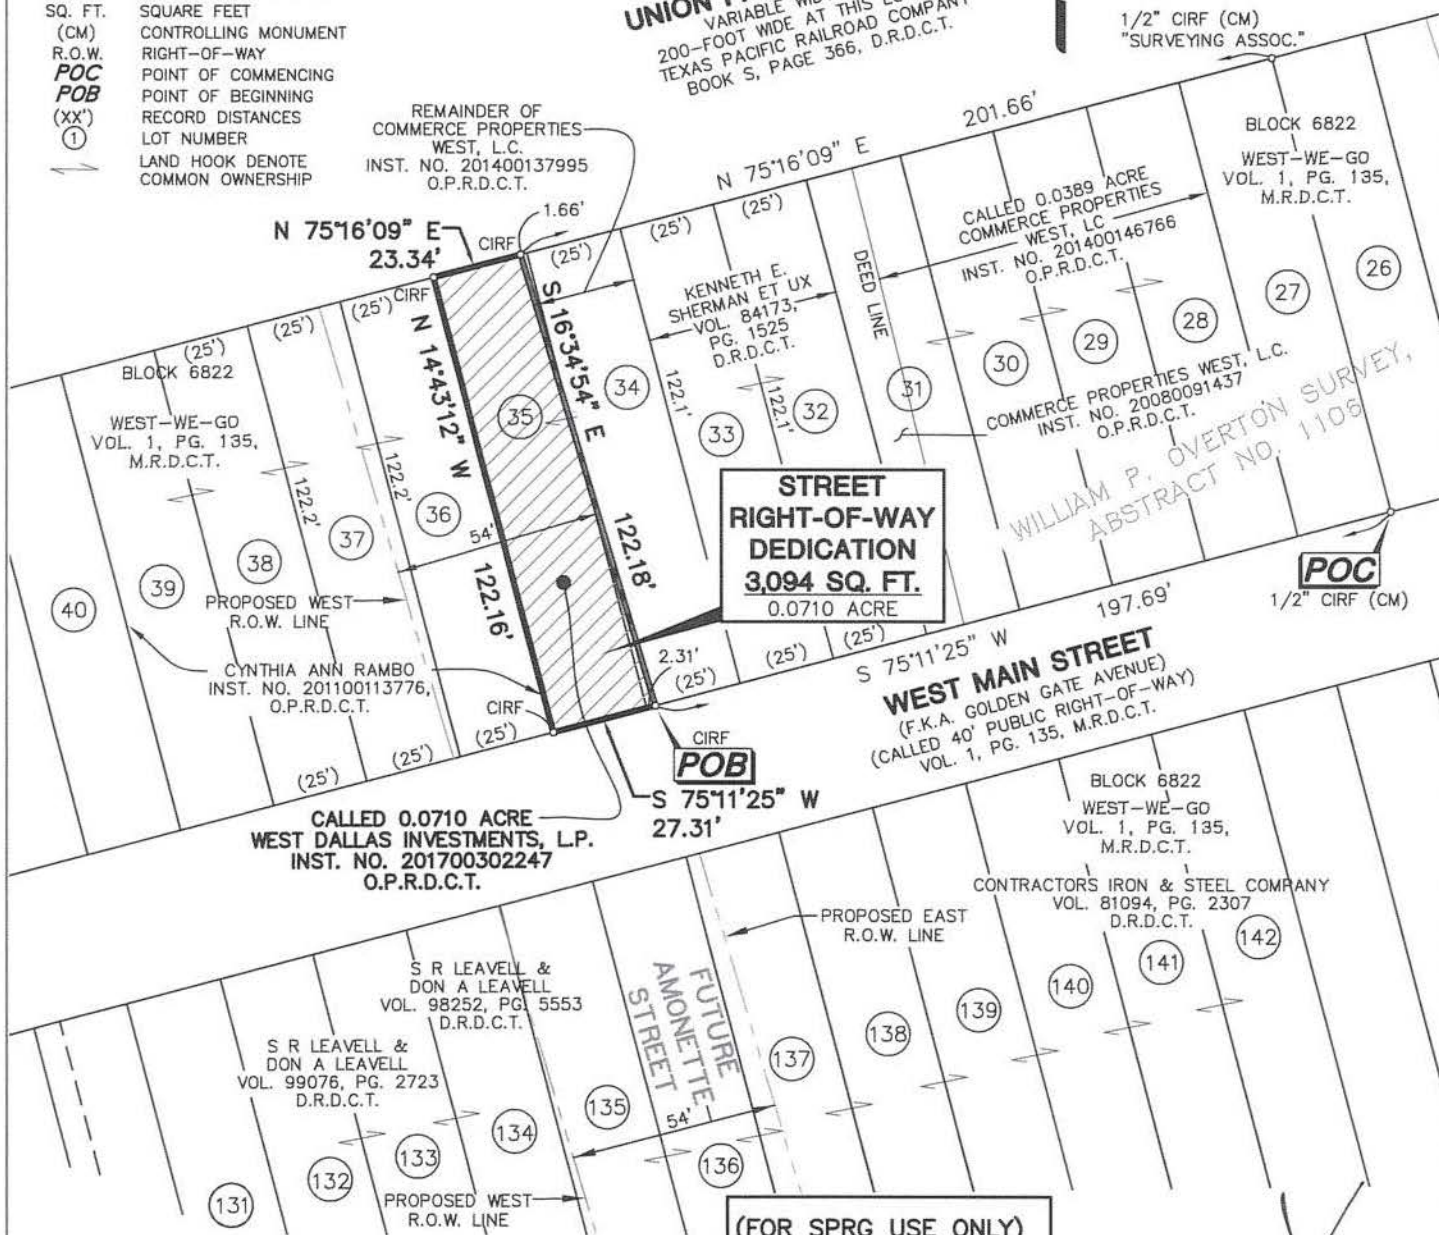 SQ. FT. SQUARE FEET
(CM) CONTROLLING MONUMENT
R.O.W. RIGHT-OF-WAY
POC POINT OF COMMENCING
POB POINT OF BEGINNING
(XX') RECORD DISTANCES
1 LOT NUMBER
LAND HOOK DENOTE
COMMON OWNERSHIP
200-FOOT WIDE AT THIS
TEXAS PACIFIC RAILROAD COMPANY
BOOK S, PAGE 366, D.R.D.C.T.
1/2" CIRF (CM)
"SURVEYING ASSOC."
REMAINDER OF
COMMERCE PROPERTIES
WEST, L.C.
INST. NO. 201400137995
O.P.R.D.C.T.
N 75°16'09" E
201.66'
BLOCK 6822
WEST-WE-GO
VOL. 1, PG. 135,
M.R.D.C.T.
CALLED 0.0389 ACRE
COMMERCE PROPERTIES
WEST, LC
INST. NO. 201400146766
O.P.R.D.C.T.
N 75°16'09" E
23.34'
CIRF
1.66'
(25')
(25')
(25')
CIRF
(25')
(25')
(25')
KENNETH E.
SHERMAN ET UX
VOL. 84173,
PG. 1525
D.R.D.C.T.
DEED LINE
26
27
28
29
30
31
32
33
34
35
36
37
38
39
40
N 14°43'12" W
122.16'
S 16°34'54" E
122.18'
122.1'
122.1'
122.2'
122.2'
54'
BLOCK 6822
WEST-WE-GO
VOL. 1, PG. 135,
M.R.D.C.T.
COMMERCE PROPERTIES WEST, L.C.
INST. NO. 20080091437
O.P.R.D.C.T.
WILLIAM P. OVERTON SURVEY,
ABSTRACT NO. 1106
STREET
RIGHT-OF-WAY
DEDICATION
3,094 SQ. FT.
0.0710 ACRE
POC
1/2" CIRF (CM)
PROPOSED WEST
R.O.W. LINE
CYNTHIA ANN RAMBO
INST. NO. 201100113776,
O.P.R.D.C.T.
CIRF
(25')
(25')
(25')
2.31'
(25')
(25')
(25')
S 75°11'25" W
197.69'
WEST MAIN STREET
(F.K.A. GOLDEN GATE AVENUE)
(CALLED 40' PUBLIC RIGHT-OF-WAY)
VOL. 1, PG. 135, M.R.D.C.T.
CIRF
POB
S 75°11'25" W
27.31'
CALLED 0.0710 ACRE
WEST DALLAS INVESTMENTS, L.P.
INST. NO. 201700302247
O.P.R.D.C.T.
BLOCK 6822
WEST-WE-GO
VOL. 1, PG. 135,
M.R.D.C.T.
CONTRACTORS IRON & STEEL COMPANY
VOL. 81094, PG. 2307
D.R.D.C.T.
PROPOSED EAST
R.O.W. LINE
S R LEAVELL &
DON A LEAVELL
VOL. 98252, PG. 5553
D.R.D.C.T.
S R LEAVELL &
DON A LEAVELL
VOL. 99076, PG. 2723
D.R.D.C.T.
FUTURE
AMONETTE
STREET
54'
131
132
133
134
135
136
137
138
139
140
141
142
PROPOSED WEST
R.O.W. LINE
(FOR SPRG USE ONLY)